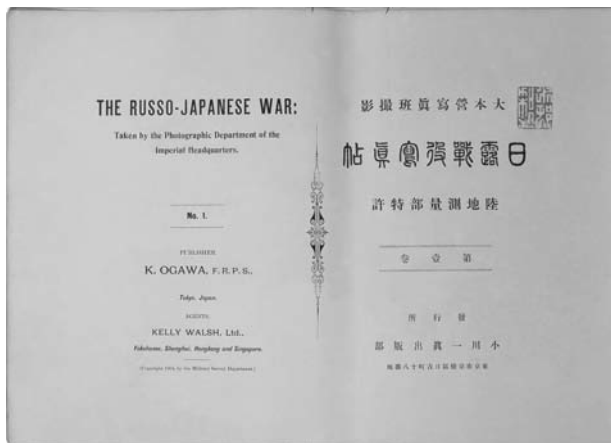 THE RUSSO-JAPANESE WAR:
Taken by the Photographic Department of the
Imperial Headquarters.
No. 1.
PUBLISHER
K. OGAWA, F.R.P.S.,
Tokyo, Japan.
AGENTS:
KELLY WALSH, Ltd.,
Yokohama, Shanghai, Hongkong and Singapore.
大本營寫眞班撮影
日露戰役寫眞帖
陸地測量部特許
第壹卷
發行所
小川一眞出版部